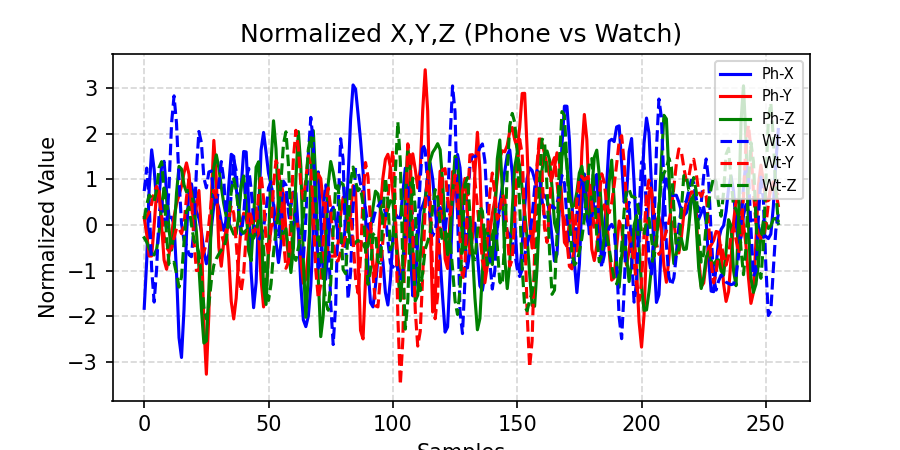 Normalized X,Y,Z (Phone vs Watch)
Normalized Value
3
2
1
0
−1
−2
−3
0
50
100
150
200
250
Samples
Ph-X
Ph-Y
Ph-Z
Wt-X
Wt-Y
Wt-Z